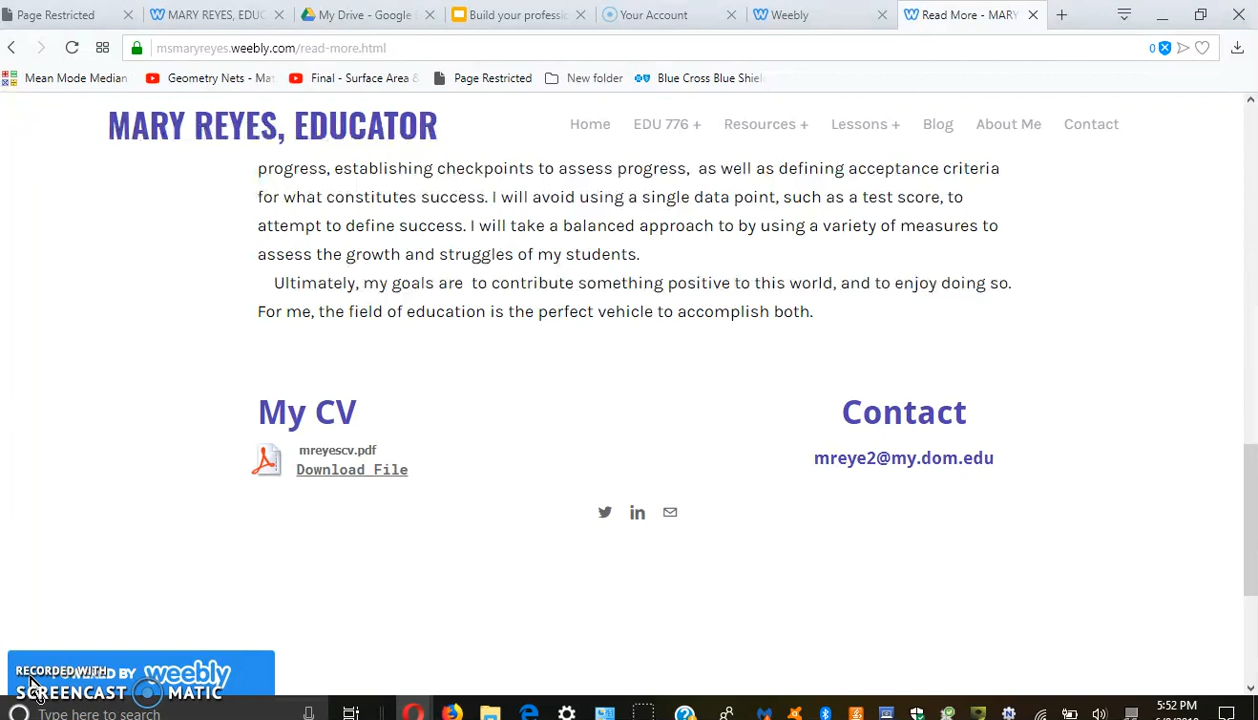 Page Restricted
MARY REYES, EDUC
My Drive - Google
Build your professio
Your Account
Weebly
Read More - MARY
msmaryreyes.weebly.com/read-more.html
0
Mean Mode Median
Geometry Nets - Mat
Final - Surface Area &
Page Restricted
New folder
Blue Cross Blue Shiel
MARY REYES, EDUCATOR
Home
EDU 776 +
Resources +
Lessons +
Blog
About Me
Contact
progress, establishing checkpoints to assess progress,  as well as defining acceptance criteria
for what constitutes success. I will avoid using a single data point, such as a test score, to
attempt to define success. I will take a balanced approach to by using a variety of measures to
assess the growth and struggles of my students.
Ultimately, my goals are  to contribute something positive to this world, and to enjoy doing so.
For me, the field of education is the perfect vehicle to accomplish both.
My CV
Contact
mreyescv.pdf
Download File
mreye2@my.dom.edu
POWERED BY weebly
RECORDED WITH
SCREENCAST MATIC
Type here to search
5:52 PM